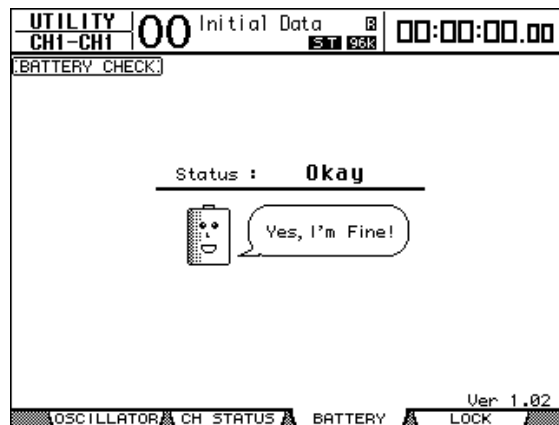 UTILITY 00 Initial Data R 00:00:00.00
CH1-CH1 ST 96K
BATTERY CHECK
Status : Okay
Yes, I'm Fine!
Ver 1.02
OSCILLATOR CH STATUS BATTERY LOCK